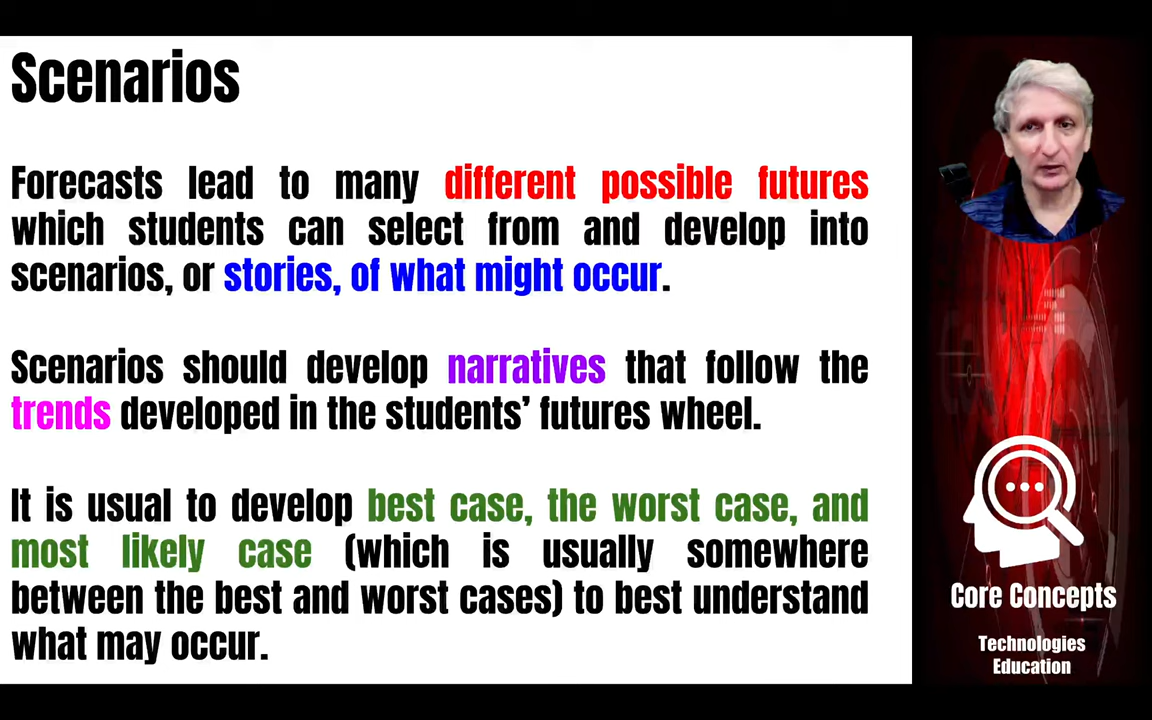 Scenarios
Forecasts lead to many different possible futures
which students can select from and develop into
scenarios, or stories, of what might occur.
Scenarios should develop narratives that follow the
trends developed in the students’ futures wheel.
It is usual to develop best case, the worst case, and
most likely case (which is usually somewhere
between the best and worst cases) to best understand
what may occur.
Core Concepts
Technologies
Education